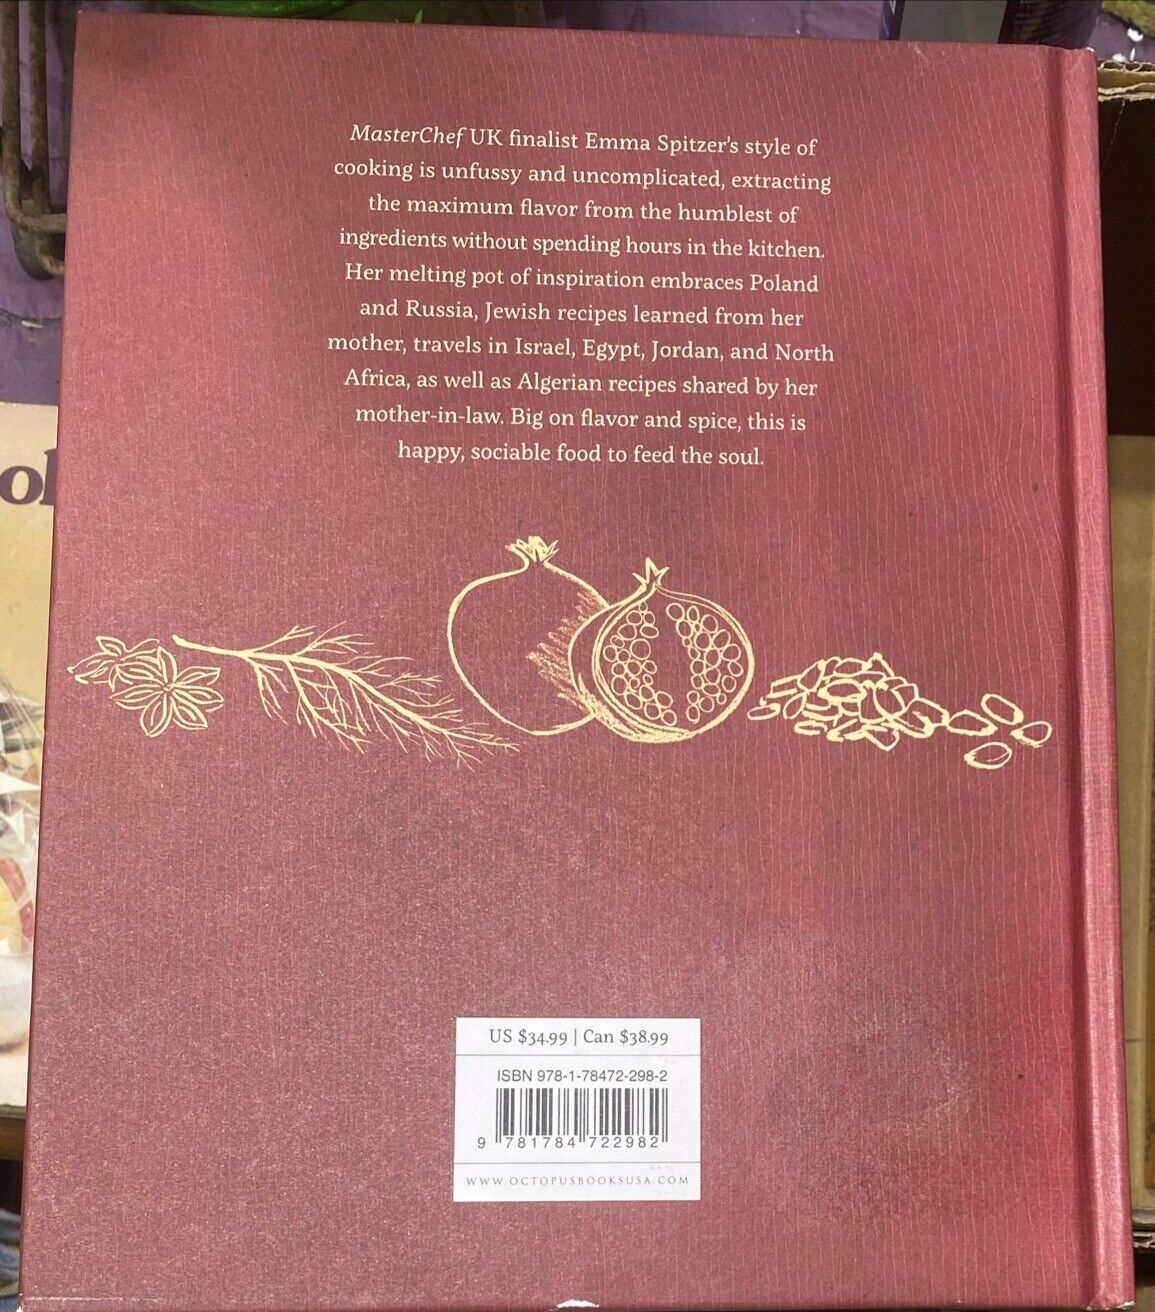 MasterChef UK finalist Emma Spitzer's style of
cooking is unfussy and uncomplicated, extracting
the maximum flavor from the humblest of
ingredients without spending hours in the kitchen.
Her melting pot of inspiration embraces Poland
and Russia, Jewish recipes learned from her
mother, travels in Israel, Egypt, Jordan, and North
Africa, as well as Algerian recipes shared by her
mother-in-law. Big on flavor and spice, this is
happy, sociable food to feed the soul.
US $34.99 | Can $38.99
ISBN 978-1-78472-298-2
9 781784 722982
WWW.OCTOPUSBOOKSUSA.COM